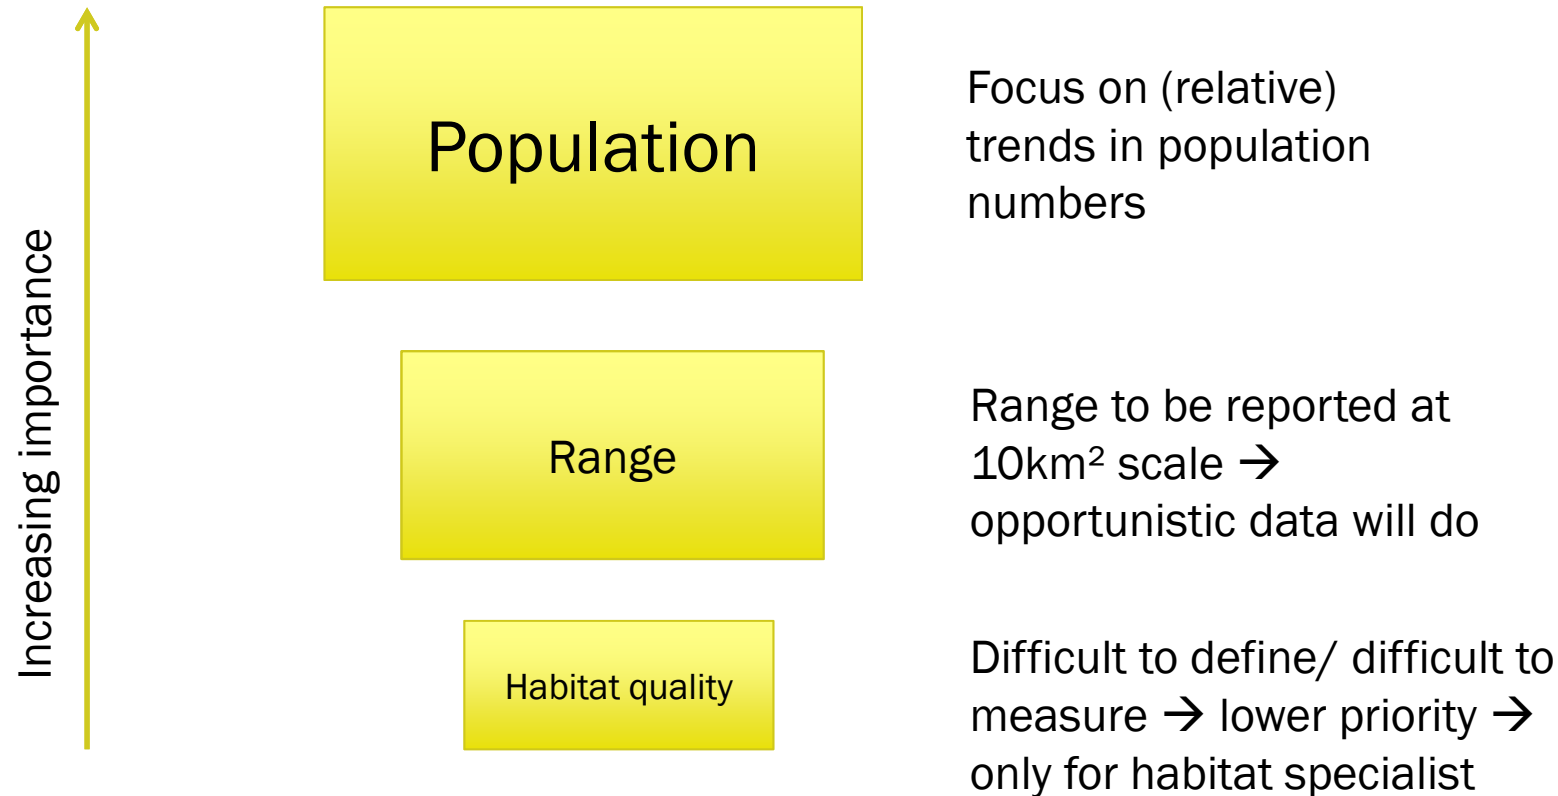 Increasing importance
Population
Focus on (relative)
trends in population
numbers
Range
Range to be reported at
10km² scale →
opportunistic data will do
Habitat quality
Difficult to define/ difficult to
measure → lower priority →
only for habitat specialist